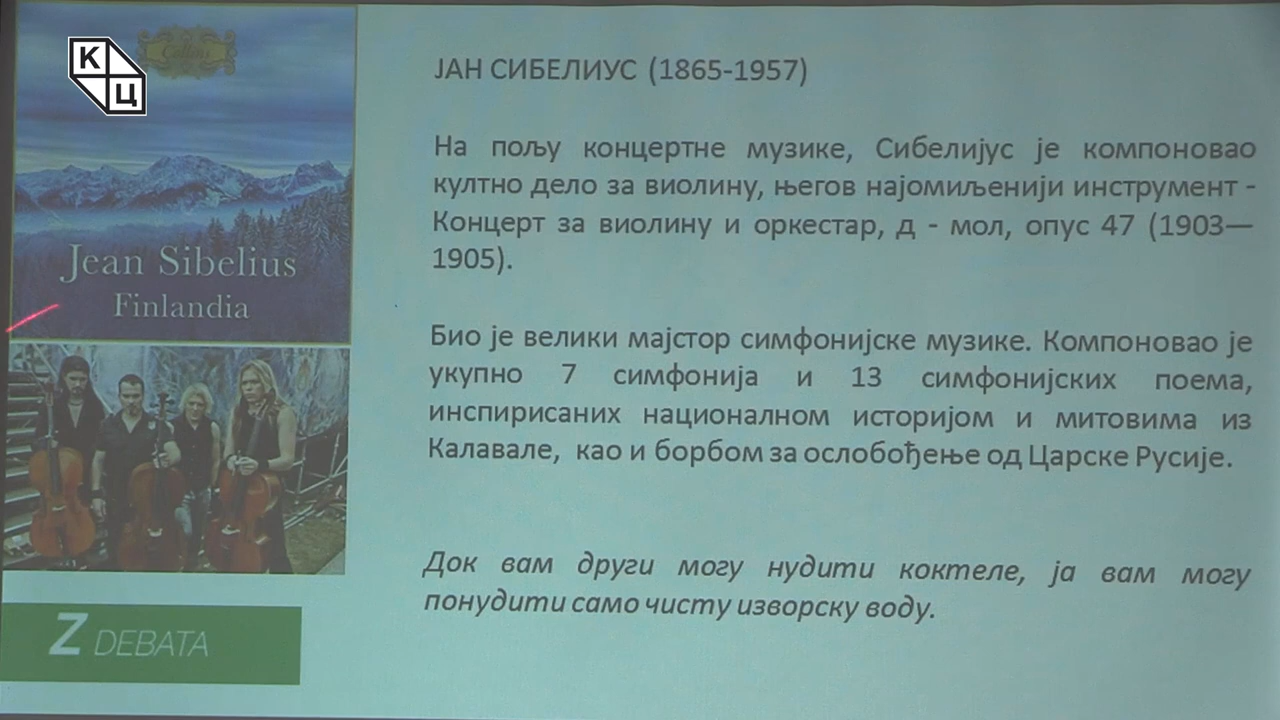 К
Ц
Collins
Jean Sibelius
Finlandia
Z DEBATA
ЈАН СИБЕЛИУС (1865-1957)
На пољу концертне музике, Сибелијус је компоновао
култно дело за виолину, његов најомиљенији инструмент -
Концерт за виолину и оркестар, д - мол, опус 47 (1903—
1905).
Био је велики мајстор симфонијске музике. Компоновао је
укупно 7 симфонија и 13 симфонијских поема,
инспирисаних националном историјом и митовима из
Калавале, као и борбом за ослобођење од Царске Русије.
Док вам други могу нудити коктеле, ја вам могу
понудити само чисту изворску воду.